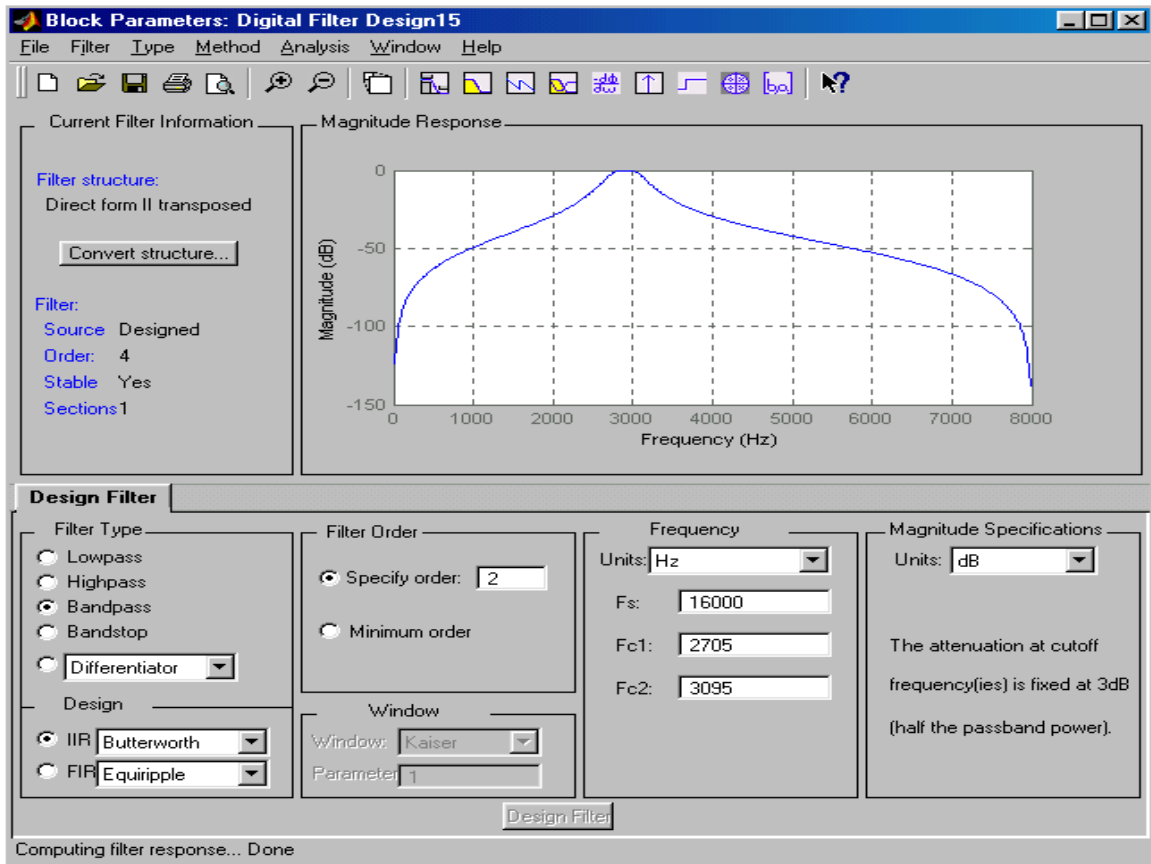 Block Parameters: Digital Filter Design15
File Filter Type Method Analysis Window Help
Current Filter Information
Filter structure:
Direct form II transposed
Convert structure...
Filter:
Source Designed
Order: 4
Stable Yes
Sections1
Magnitude Response
Magnitude (dB)
0
-50
-100
-150
0 1000 2000 3000 4000 5000 6000 7000 8000
Frequency (Hz)
Design Filter
Filter Type
Lowpass
Highpass
Bandpass
Bandstop
Differentiator
Design
IIR Butterworth
FIR Equiripple
Filter Order
Specify order: 2
Minimum order
Window
Window: Kaiser
Parameter 1
Frequency
Units: Hz
Fs: 16000
Fc1: 2705
Fc2: 3095
Magnitude Specifications
Units: dB
The attenuation at cutoff
frequency(ies) is fixed at 3dB
(half the passband power).
Design Filter
Computing filter response... Done